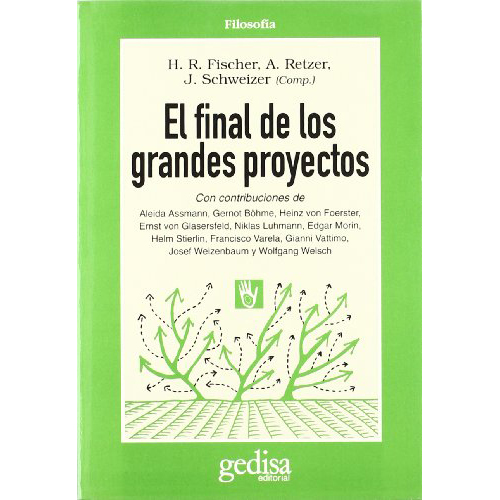 Filosofía
H. R. Fischer, A. Retzer,
J. Schweizer (Comp.)
El final de los
grandes proyectos
Con contribuciones de
Aleida Assmann, Gernot Böhme, Heinz von Foerster,
Ernst von Glasersfeld, Niklas Luhmann, Edgar Morin,
Helm Stierlin, Francisco Varela, Gianni Vattimo,
Josef Weizenbaum y Wolfgang Welsch
gedisa
editorial